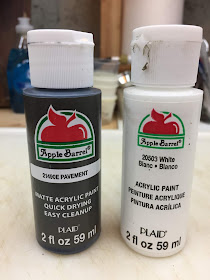 Apple Barrel
21490E PAVEMENT
MATTE ACRYLIC PAINT
QUICK DRYING
EASY CLEANUP
PLAID
2 fl oz 59 ml
Apple Barrel
20503 White
Blanc • Blanco
ACRYLIC PAINT
PEINTURE ACRYLIQUE
PINTURA ACRÍLICA
PLAID
2 fl oz 59 ml